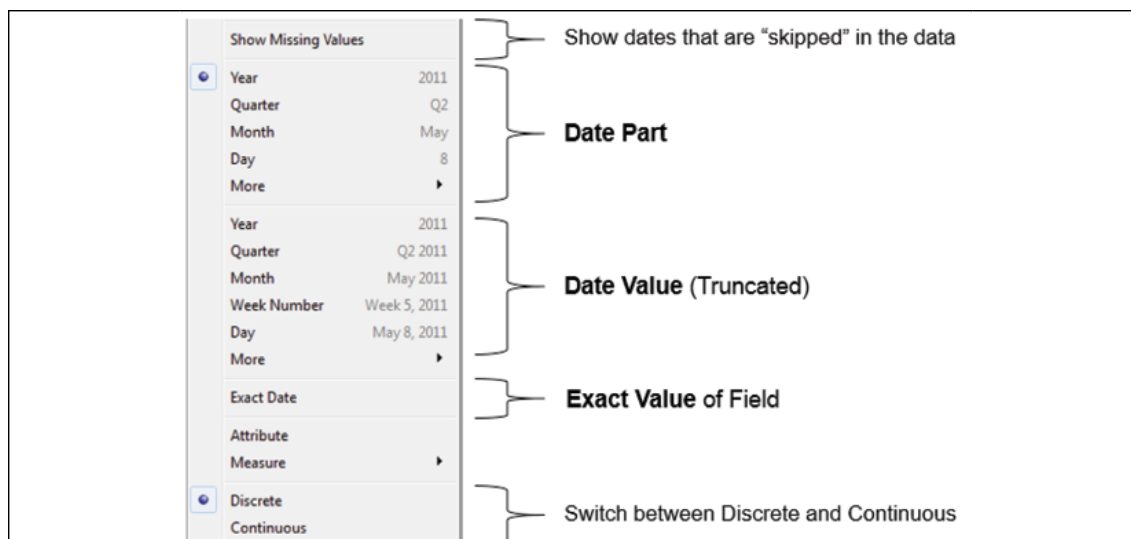 Show Missing Values
Show dates that are “skipped” in the data
Year 2011
Quarter Q2
Month May
Day 8
More
Date Part
Year 2011
Quarter Q2 2011
Month May 2011
Week Number Week 5, 2011
Day May 8, 2011
More
Date Value (Truncated)
Exact Date
Exact Value of Field
Attribute
Measure
Discrete
Continuous
Switch between Discrete and Continuous